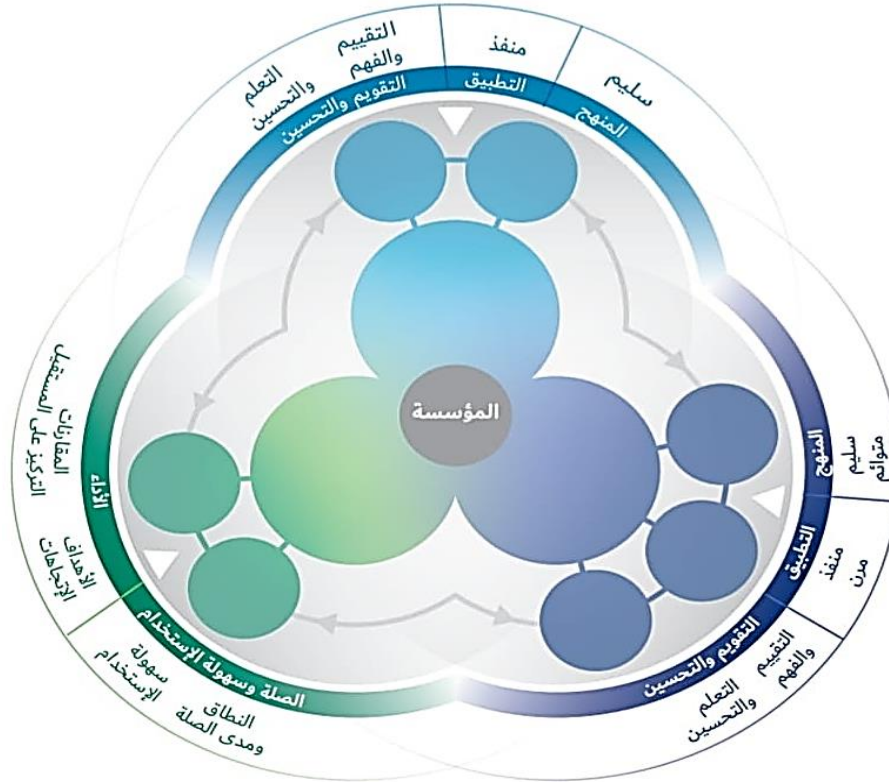 سليم
المنهج
منفذ
التطبيق
التقييم
والفهم
التعلم
والتحسين
التقويم والتحسين
المؤسسة
متوائم
سليم
المنهج
مرن
منفذ
التطبيق
التقييم
والفهم
التعلم
والتحسين
التقويم والتحسين
المقارنات
التركيز على المستقبل
الأداء
الأهداف
الإتجاهات
الصلة وسهولة الإستخدام
سهولة
الإستخدام
النطاق
ومدى الصلة